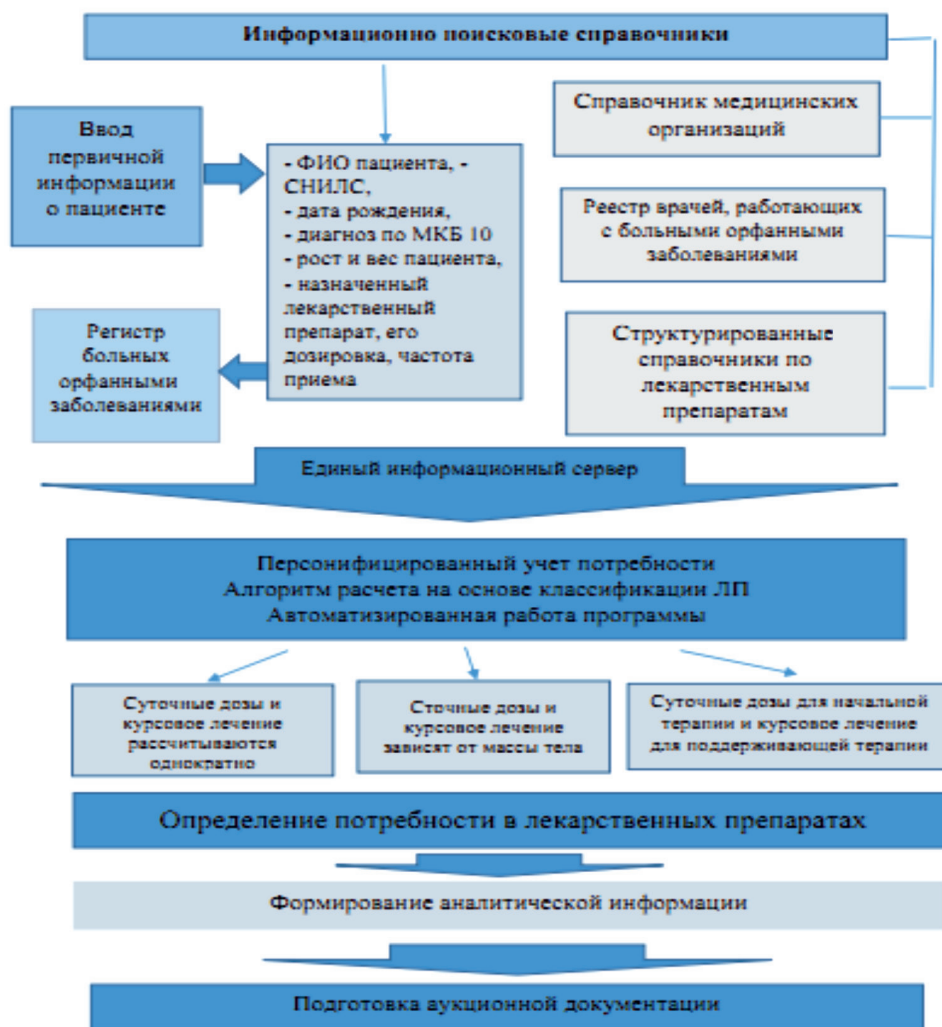 Информационно поисковые справочники
Ввод
первичной
информации
о пациенте
- ФИО пациента, -
СНИЛС,
- дата рождения,
- диагноз по МКБ 10
- рост и вес пациента,
- назначенный
лекарственный
препарат, его
дозировка, частота
приема
Регистр
больных
орфанными
заболеваниями
Справочник медицинских
организаций
Реестр врачей, работающих
с больными орфанными
заболеваниями
Структурированные
справочники по
лекарственным
препаратам
Единый информационный сервер
Персонифицированный учет потребности
Алгоритм расчета на основе классификации ЛП
Автоматизированная работа программы
Суточные дозы и
курсовое лечение
рассчитываются
однократно
Сточные дозы и
курсовое лечение
зависят от массы тела
Суточные дозы для начальной
терапии и курсовое лечение
для поддерживающей терапии
Определение потребности в лекарственных препаратах
Формирование аналитической информации
Подготовка аукционной документации